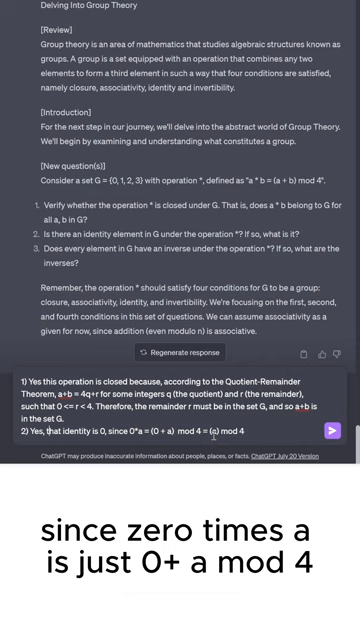 Delving Into Group Theory
[Review]
Group theory is an area of mathematics that studies algebraic structures known as
groups. A group is a set equipped with an operation that combines any two
elements to form a third element in such a way that four conditions are satisfied,
namely closure, associativity, identity and invertibility.
[Introduction]
For the next step in our journey, we'll delve into the abstract world of Group Theory.
We'll begin by examining and understanding what constitutes a group.
[New question(s)]
Consider a set G = {0, 1, 2, 3} with operation *, defined as "a * b = (a + b) mod 4".
1. Verify whether the operation * is closed under G. That is, does a * b belong to G for
all a, b in G?
2. Is there an identity element in G under the operation *? If so, what is it?
3. Does every element in G have an inverse under the operation *? If so, what are the
inverses?
Remember, the operation * should satisfy four conditions for G to be a group:
closure, associativity, identity, and invertibility. We're focusing on the first, second,
and fourth conditions in this set of questions. We can assume associativity as a
given for now, since addition (even modulo n) is associative.
Regenerate response
1) Yes this operation is closed because, according to the Quotient-Remainder
Theorem, a+b = 4q+r for some integers q (the quotient) and r (the remainder),
such that 0 <= r < 4. Therefore, the remainder r must be in the set G, and so a+b is
in the set G.
2) Yes, that identity is 0, since 0*a = (0 + a) mod 4 = (a) mod 4
ChatGPT may produce inaccurate information about people, places, or facts. ChatGPT July 20 Version
since zero times a
is just 0+ a mod 4